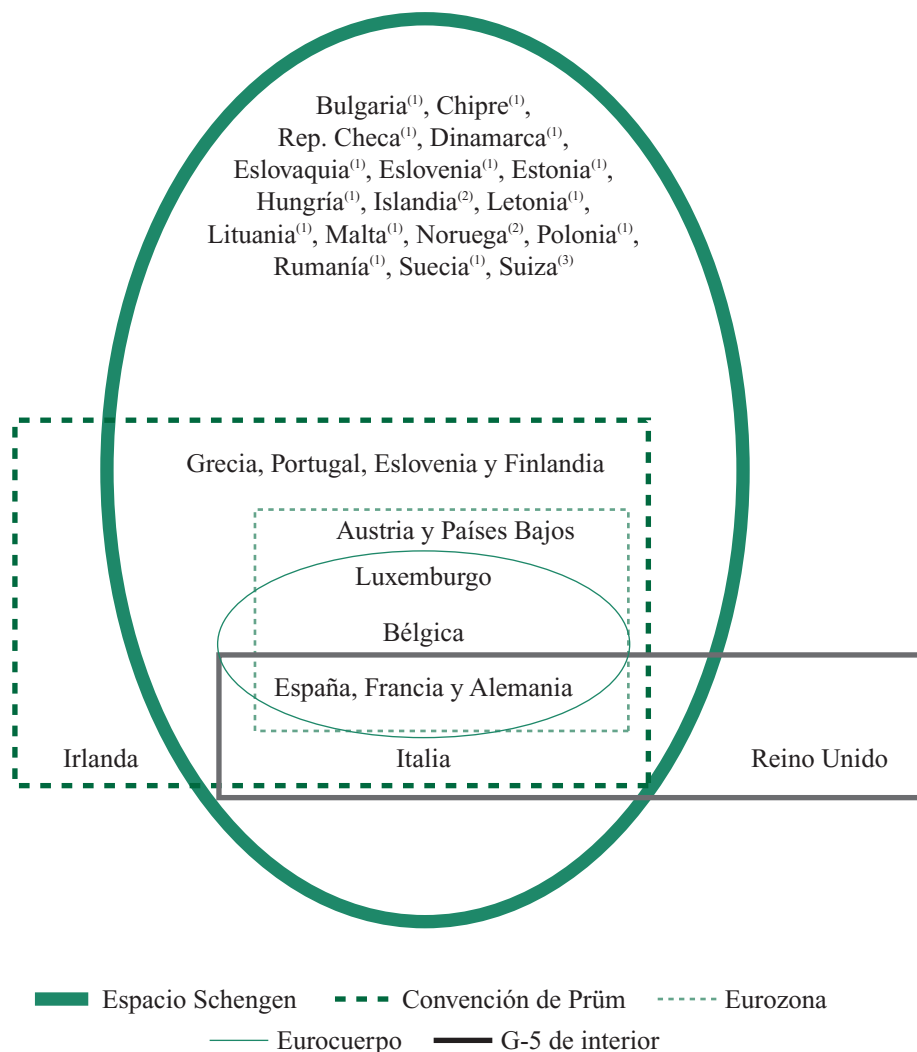 Bulgaria(1), Chipre(1),
Rep. Checa(1), Dinamarca(1),
Eslovaquia(1), Eslovenia(1), Estonia(1),
Hungría(1), Islandia(2), Letonia(1),
Lituania(1), Malta(1), Noruega(2), Polonia(1),
Rumanía(1), Suecia(1), Suiza(3)
Grecia, Portugal, Eslovenia y Finlandia
Austria y Países Bajos
Luxemburgo
Bélgica
España, Francia y Alemania
Irlanda
Italia
Reino Unido
Espacio Schengen
Convención de Prüm
Eurozona
Eurocuerpo
G-5 de interior